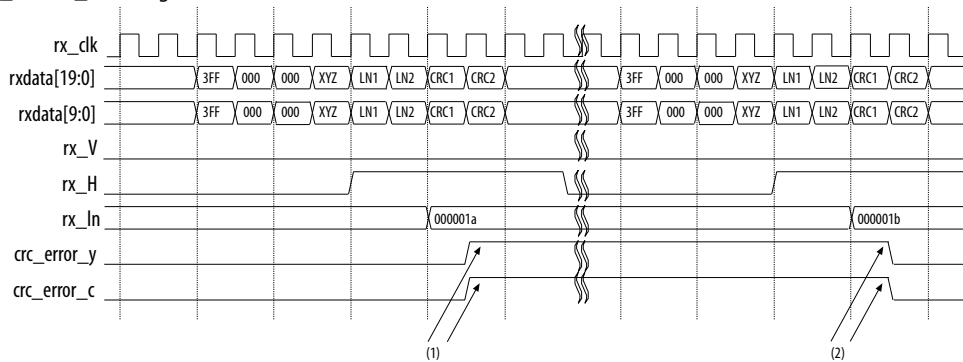 rx_clk
rxdata[19:0] 3FF 000 000 XYZ LN1 LN2 CRC1 CRC2 3FF 000 000 XYZ LN1 LN2 CRC1 CRC2
rxdata[9:0] 3FF 000 000 XYZ LN1 LN2 CRC1 CRC2 3FF 000 000 XYZ LN1 LN2 CRC1 CRC2
rx_V
rx_H
rx_ln 000001a 000001b
crc_error_y
crc_error_c
(1) (2)